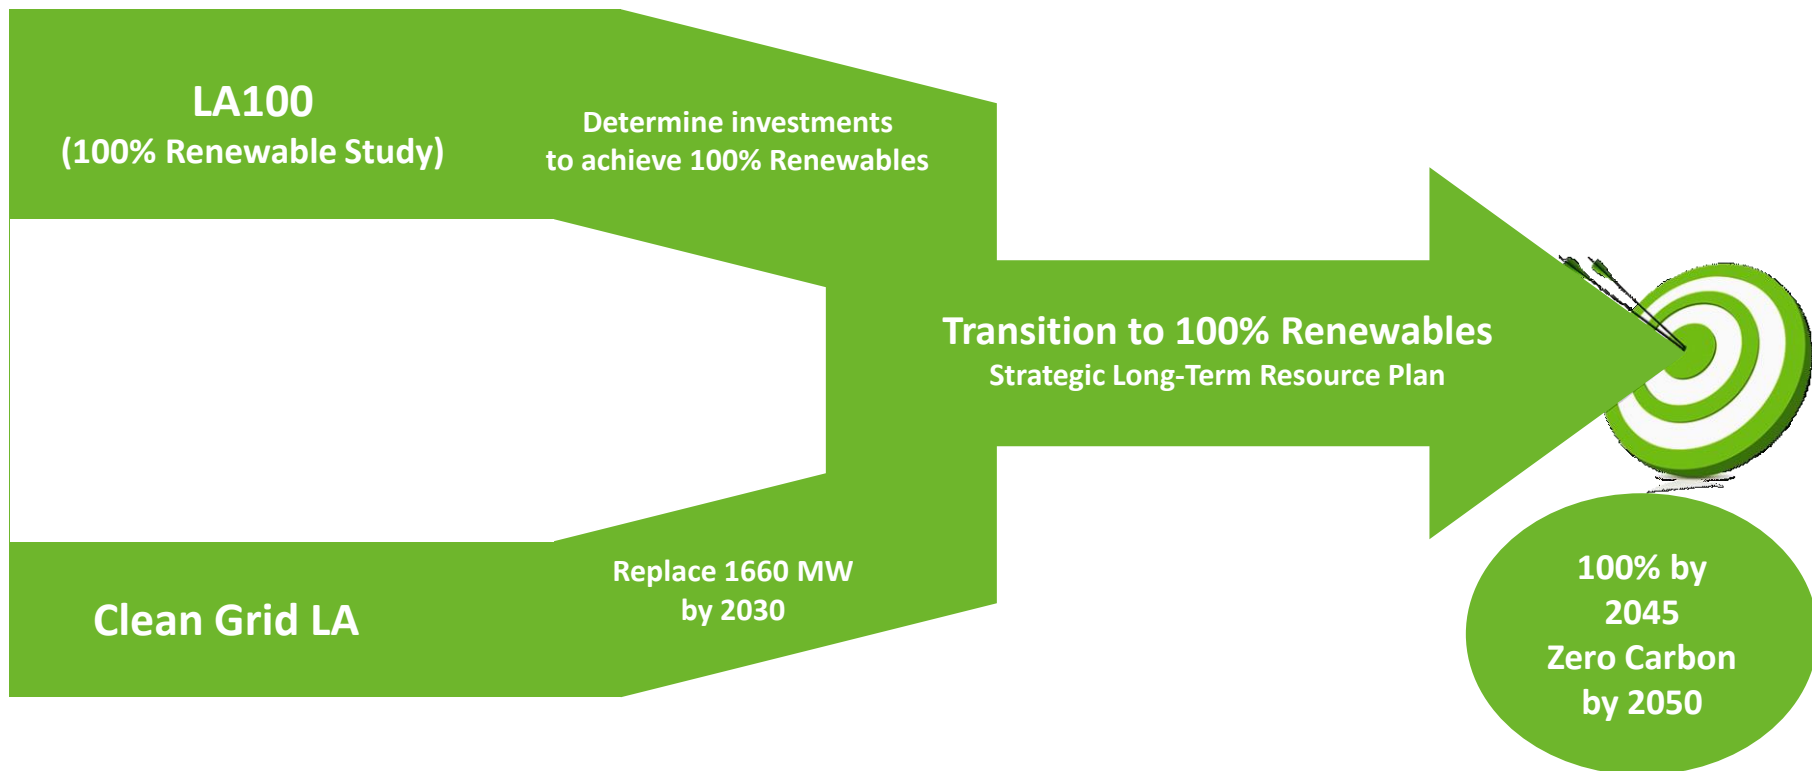 LA100
(100% Renewable Study)
Determine investments
to achieve 100% Renewables
Transition to 100% Renewables
Strategic Long-Term Resource Plan
Clean Grid LA
Replace 1660 MW
by 2030
100% by
2045
Zero Carbon
by 2050